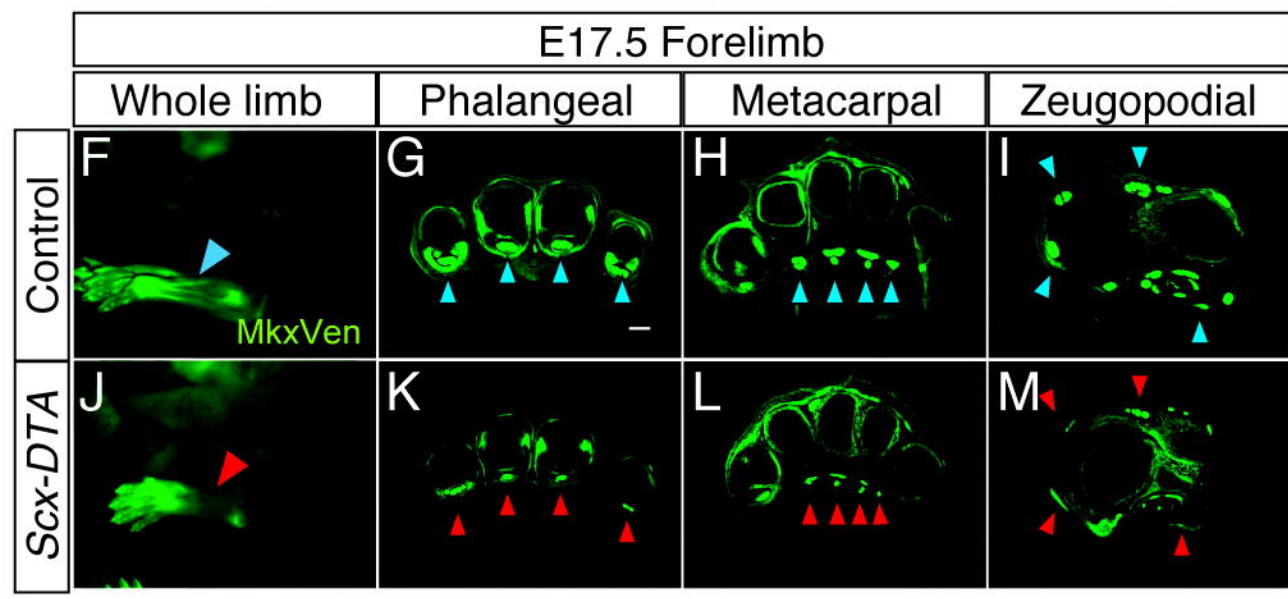 E17.5 Forelimb
Whole limb Phalangeal Metacarpal Zeugopodial
Control
F G H I
MkxVen
Scx-DTA
J K L M